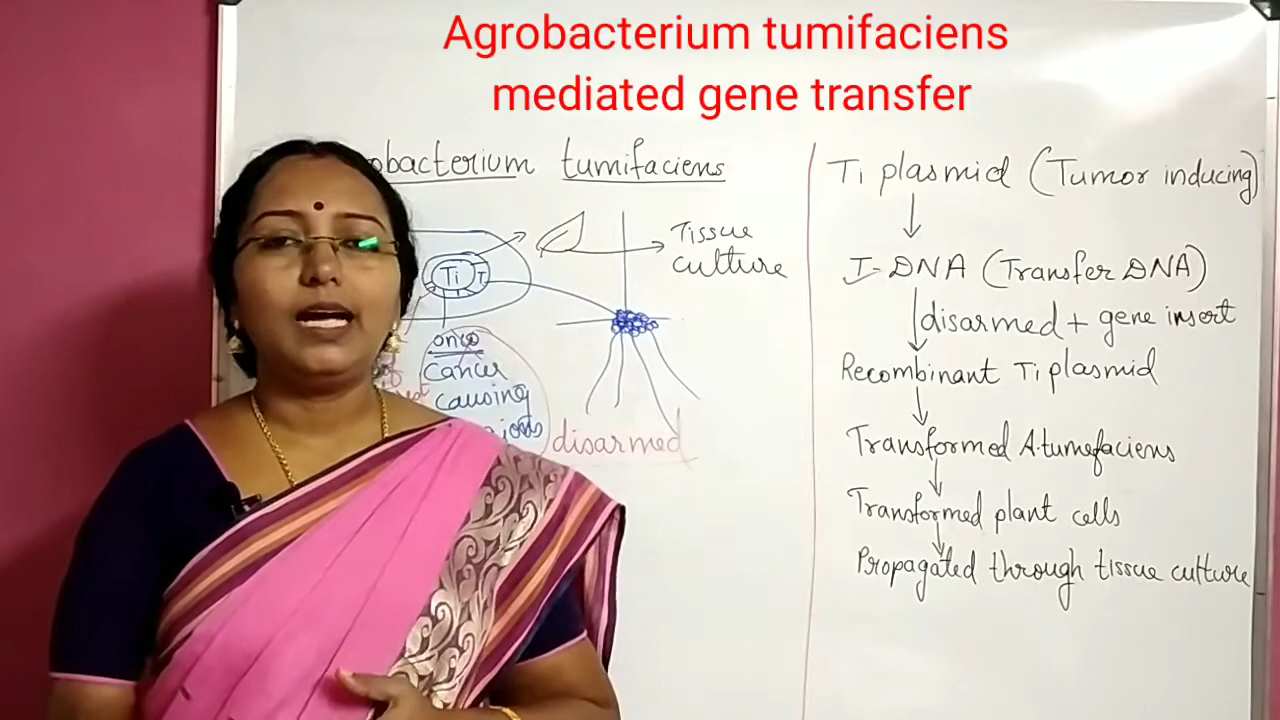 Agrobacterium tumifaciens
mediated gene transfer
obacterium tumifaciens
Ti
T
Tissue
culture
onco
Cancer
causing
disarmed
Ti plasmid (Tumor inducing)
T-DNA (Transfer DNA)
disarmed + gene insert
Recombinant Ti plasmid
Transformed A.tumefaciens
Transformed plant cells
Propagated through tissue culture